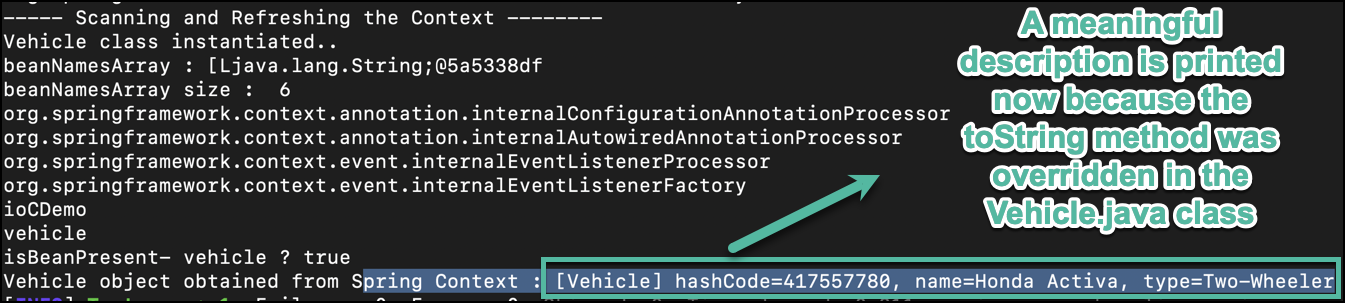 ----- Scanning and Refreshing the Context --------
Vehicle class instantiated..
beanNamesArray : [Ljava.lang.String;@5a5338df
beanNamesArray size :  6
org.springframework.context.annotation.internalConfigurationAnnotationProcessor
org.springframework.context.annotation.internalAutowiredAnnotationProcessor
org.springframework.context.event.internalEventListenerProcessor
org.springframework.context.event.internalEventListenerFactory
ioCDemo
vehicle
isBeanPresent- vehicle ? true
Vehicle object obtained from Spring Context : [Vehicle] hashCode=417557780, name=Honda Activa, type=Two-Wheeler
A meaningful
description is printed
now because the
toString method was
overridden in the
Vehicle.java class